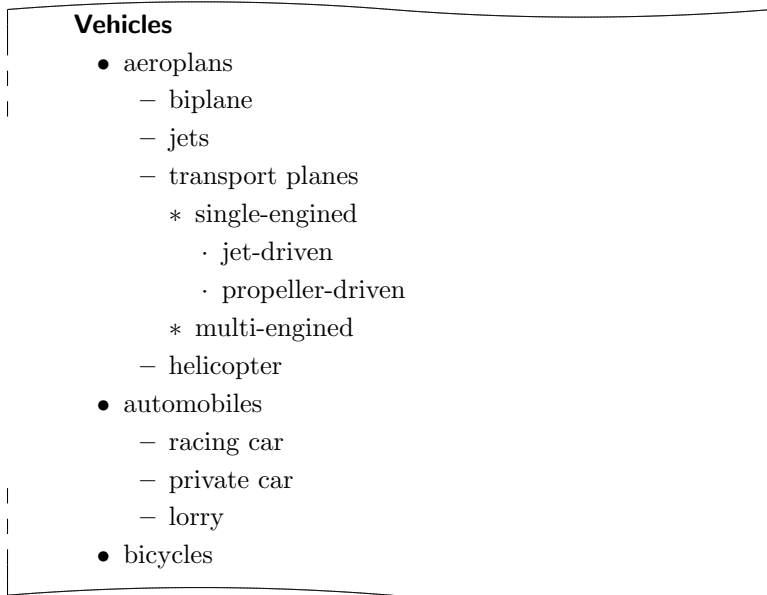 Vehicles
• aeroplans
– biplane
– jets
– transport planes
∗ single-engined
· jet-driven
· propeller-driven
∗ multi-engined
– helicopter
• automobiles
– racing car
– private car
– lorry
• bicycles